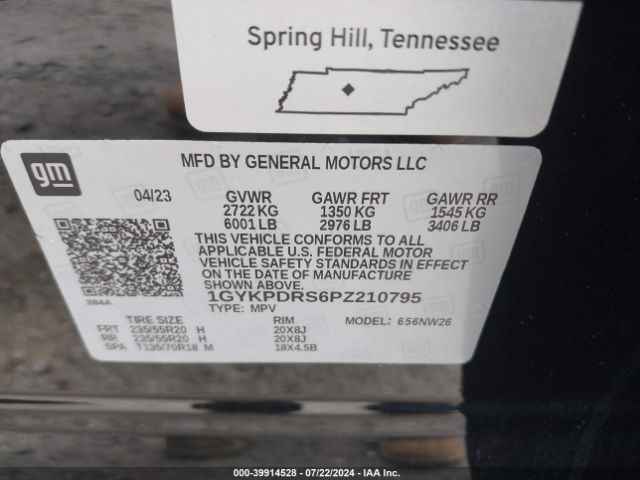 Spring Hill, Tennessee
gm
MFD BY GENERAL MOTORS LLC
04/23 GVWR GAWR FRT GAWR RR
2722 KG 1350 KG 1545 KG
6001 LB 2976 LB 3406 LB
THIS VEHICLE CONFORMS TO ALL
APPLICABLE U.S. FEDERAL MOTOR
VEHICLE SAFETY STANDARDS IN
EFFECT ON THE DATE OF MANUFACTURE
SHOWN ABOVE.
1GYKPDRS6PZ210795
384A TYPE: MPV
TIRE SIZE RIM MODEL: 656NW26
FRT 235/55R20 H 20X8J
RR 235/55R20 H 20X8J
SPA T135/70R18 M 18X4.5B
000-39914528 - 07/22/2024 - IAA Inc.